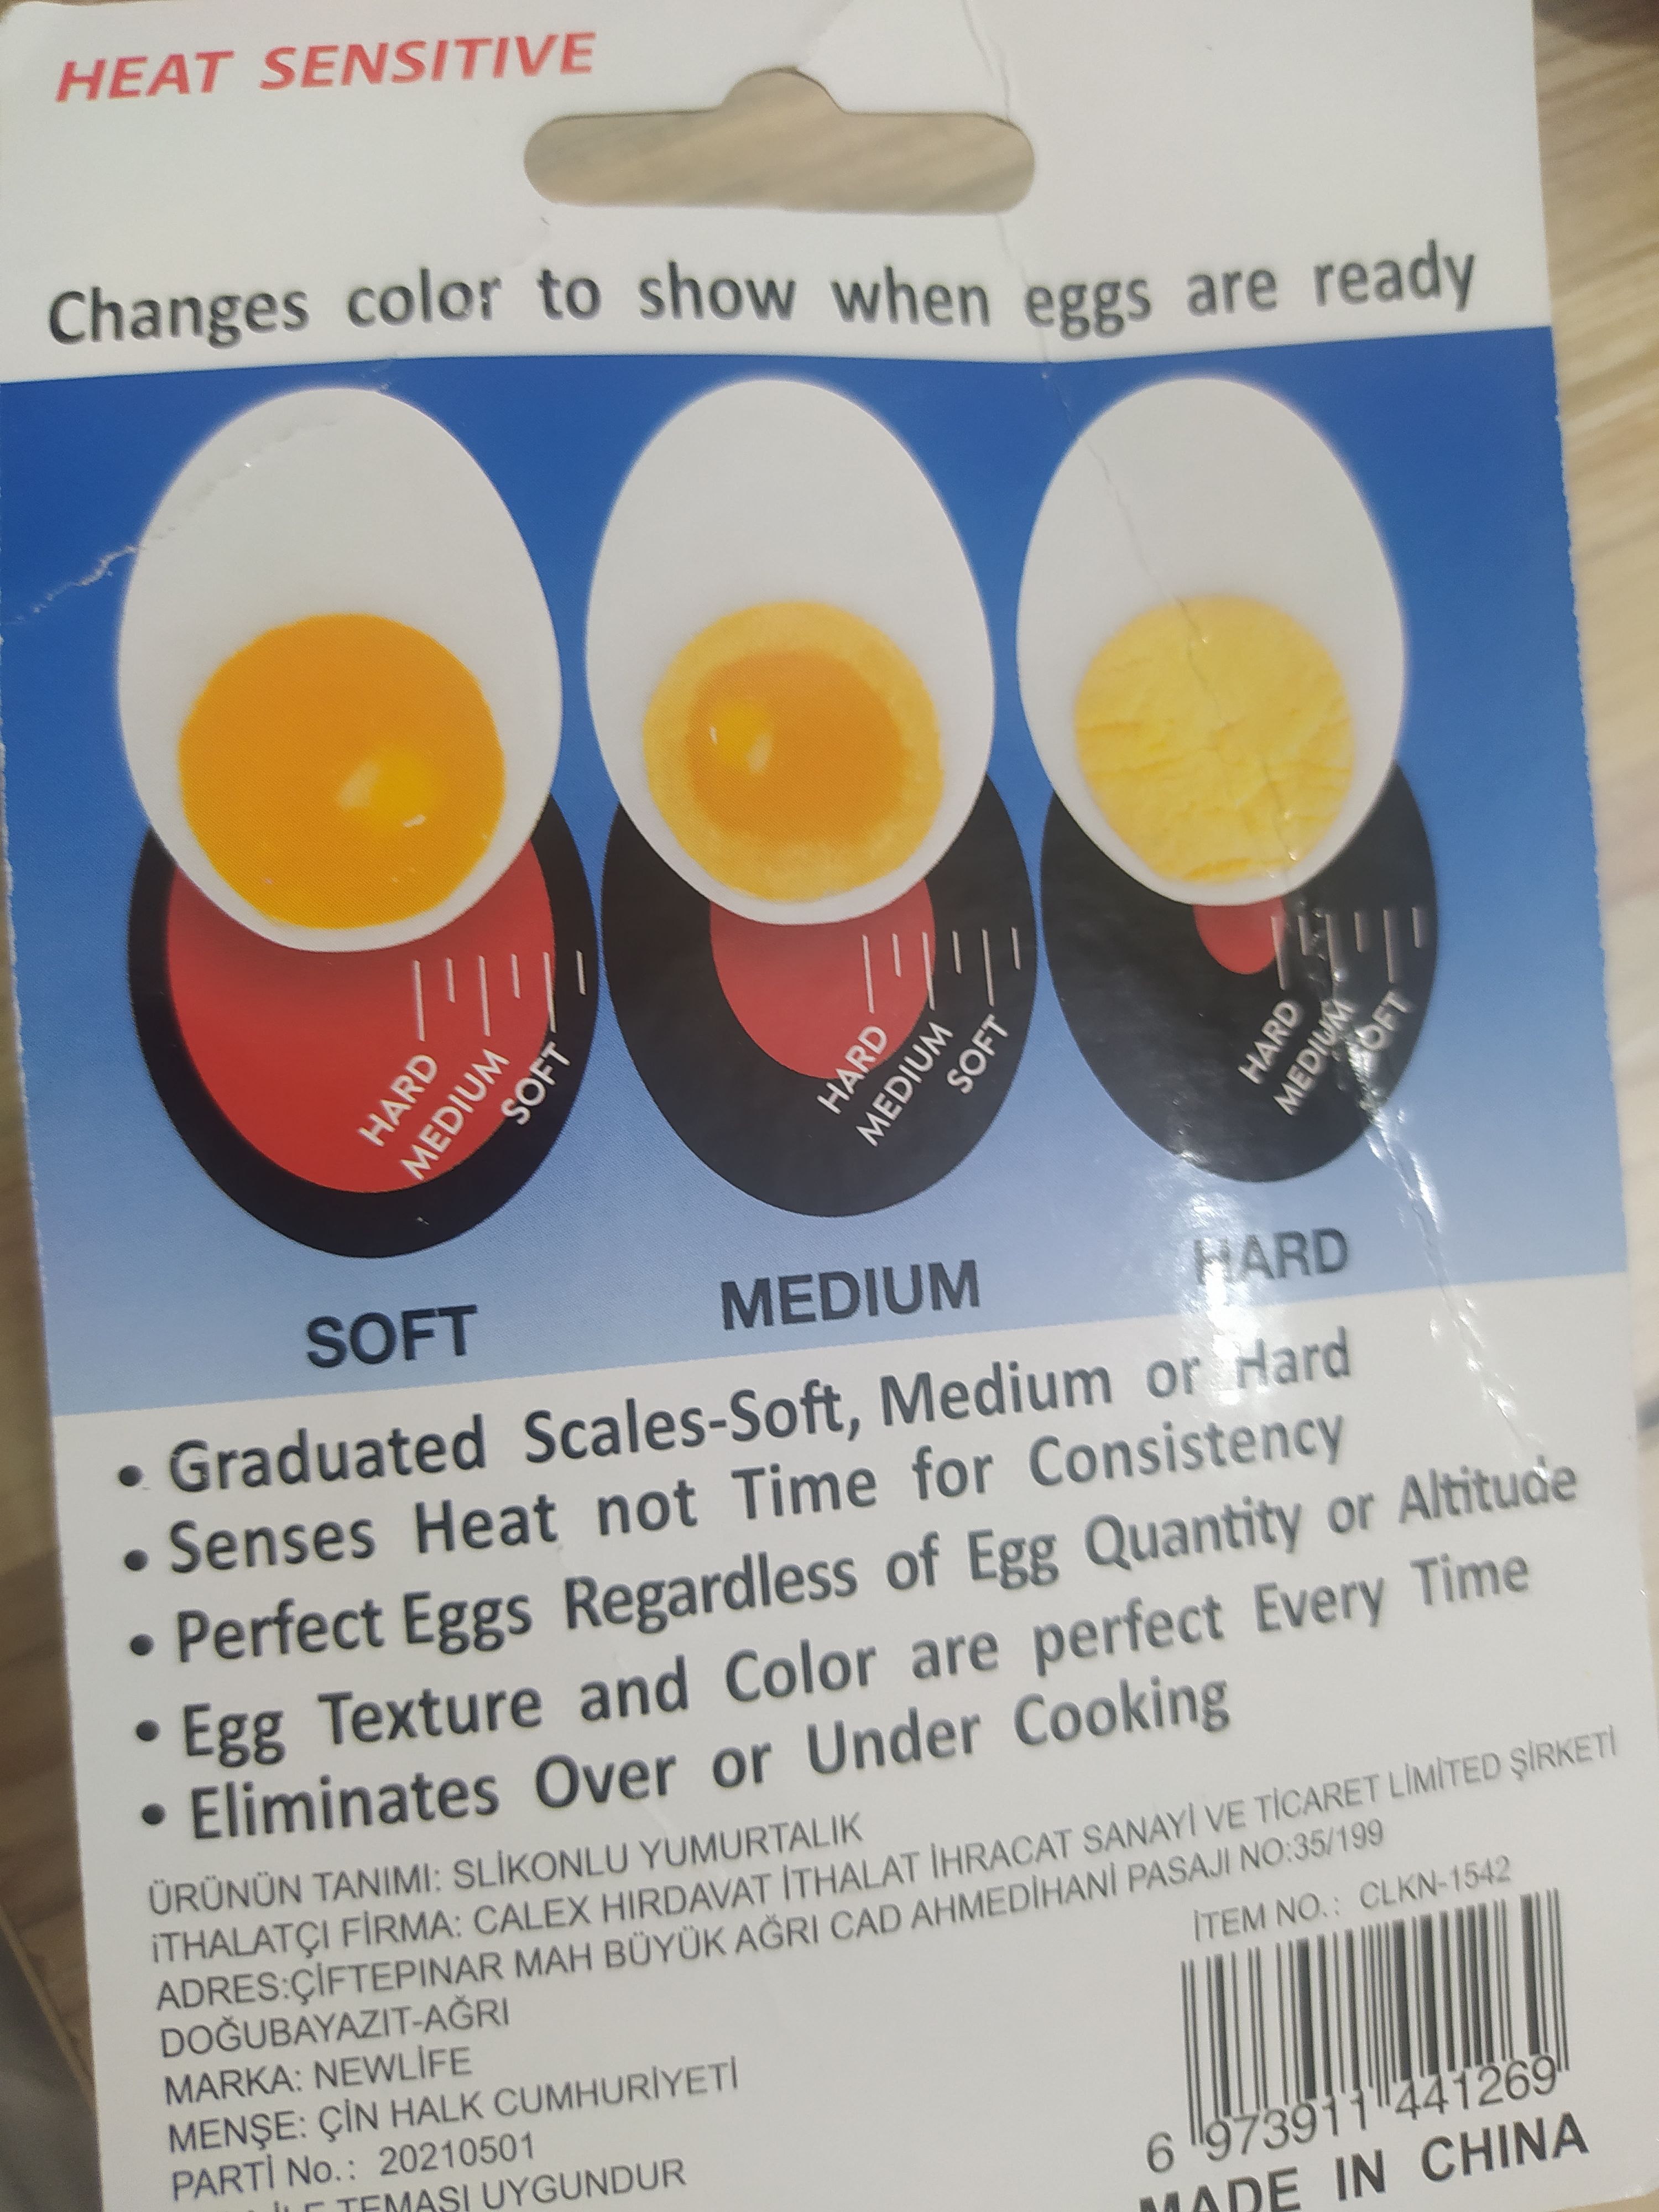 HEAT SENSITIVE
Changes color to show when eggs are ready
HARD
MEDIUM
SOFT
HARD
MEDIUM
SOFT
HARD
MEDIUM
SOFT
SOFT
MEDIUM
HARD
• Graduated Scales-Soft, Medium or Hard
• Senses Heat not Time for Consistency
• Perfect Eggs Regardless of Egg Quantity or Altitude
• Egg Texture and Color are perfect Every Time
• Eliminates Over or Under Cooking
ÜRÜNÜN TANIMI: SLİKONLU YUMURTALIK
iTHALATÇI FİRMA: CALEX HIRDAVAT İTHALAT İHRACAT SANAYİ VE TİCARET LİMİTED ŞİRKETİ
ADRES:ÇİFTEPINAR MAH BÜYÜK AĞRI CAD AHMEDİHANİ PASAJI NO:35/199
DOĞUBAYAZIT-AĞRI
MARKA: NEWLİFE
MENŞE: ÇİN HALK CUMHURİYETİ
PARTİ No.: 20210501
İLE TEMASI UYGUNDUR
İTEM NO.: CLKN-1542
6 973911 441269
MADE IN CHINA